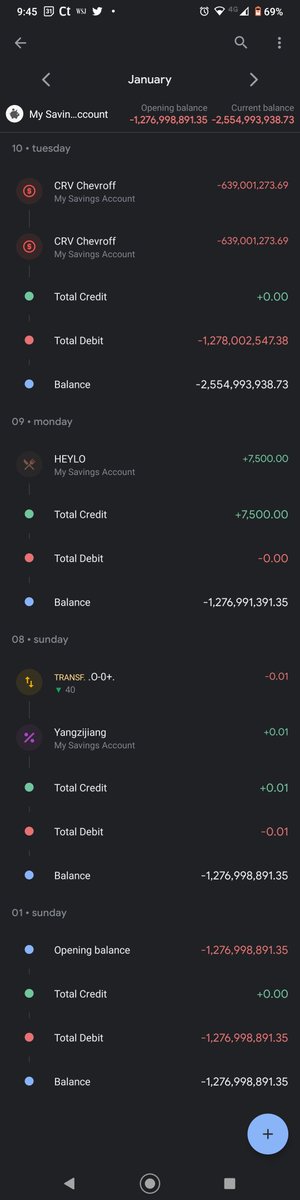 9:45 31 Ct WSJ 4G 69%
January
My Savin...ccount Opening balance Current balance
-1,276,998,891.35 -2,554,993,938.73
10 • tuesday
CRV Chevroff -639,001,273.69
My Savings Account
CRV Chevroff -639,001,273.69
My Savings Account
Total Credit +0.00
Total Debit -1,278,002,547.38
Balance -2,554,993,938.73
09 • monday
HEYLO +7,500.00
My Savings Account
Total Credit +7,500.00
Total Debit -0.00
Balance -1,276,991,391.35
08 • sunday
TRANSF. .O-0+. -0.01
▼ 40
Yangzijiang +0.01
My Savings Account
Total Credit +0.01
Total Debit -0.01
Balance -1,276,998,891.35
01 • sunday
Opening balance -1,276,998,891.35
Total Credit +0.00
Total Debit -1,276,998,891.35
Balance -1,276,998,891.35